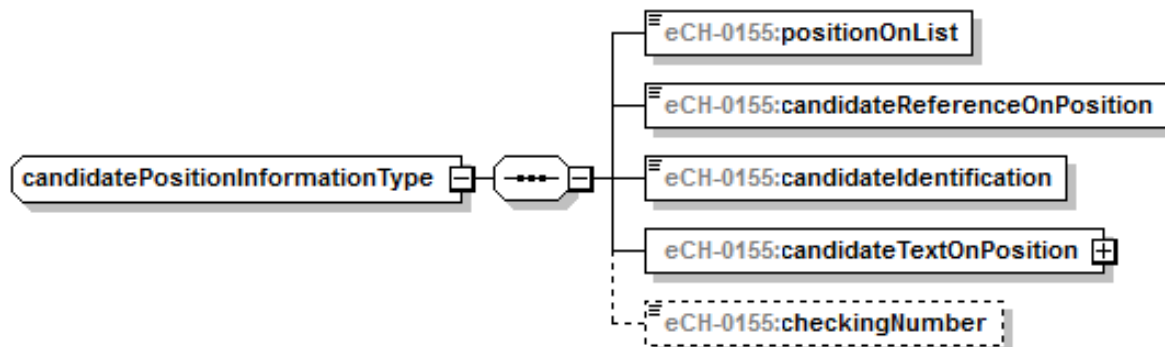 eCH-0155:positionOnList
eCH-0155:candidateReferenceOnPosition
candidatePositionInformationType
eCH-0155:candidateIdentification
eCH-0155:candidateTextOnPosition
eCH-0155:checkingNumber